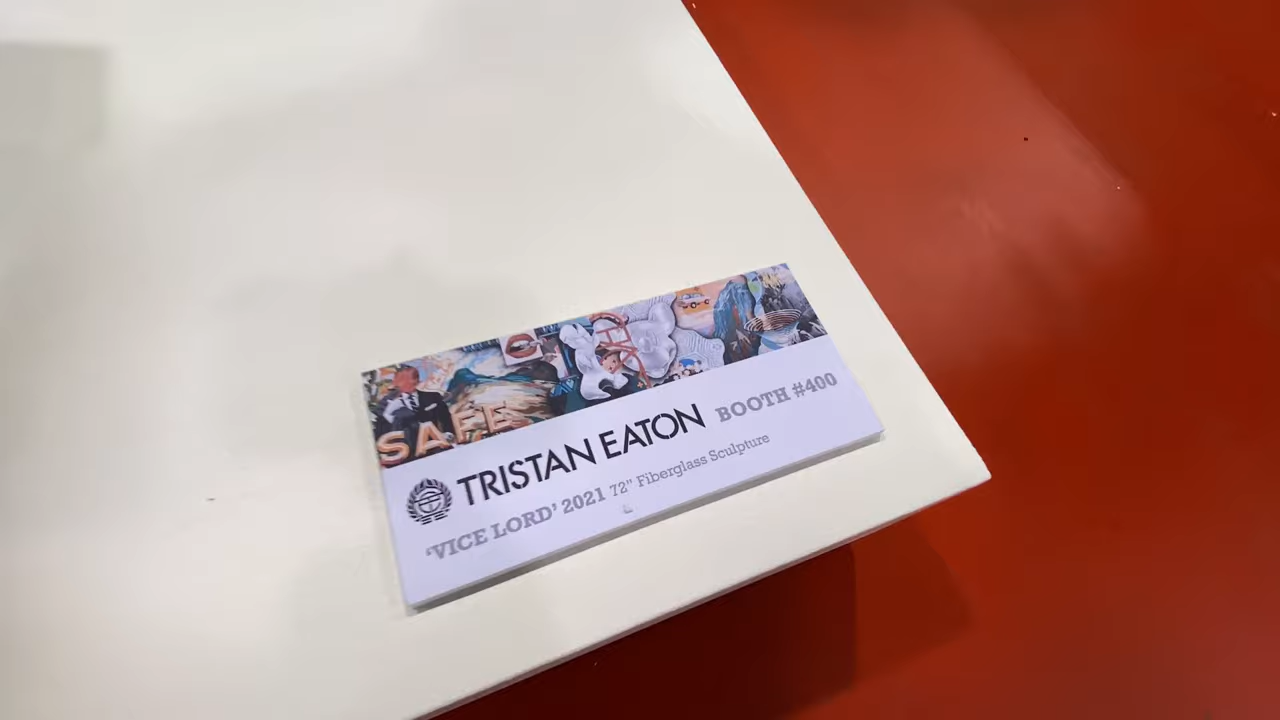 SAFE
TRISTAN EATON BOOTH #400
‘VICE LORD’ 2021 72" Fiberglass Sculpture